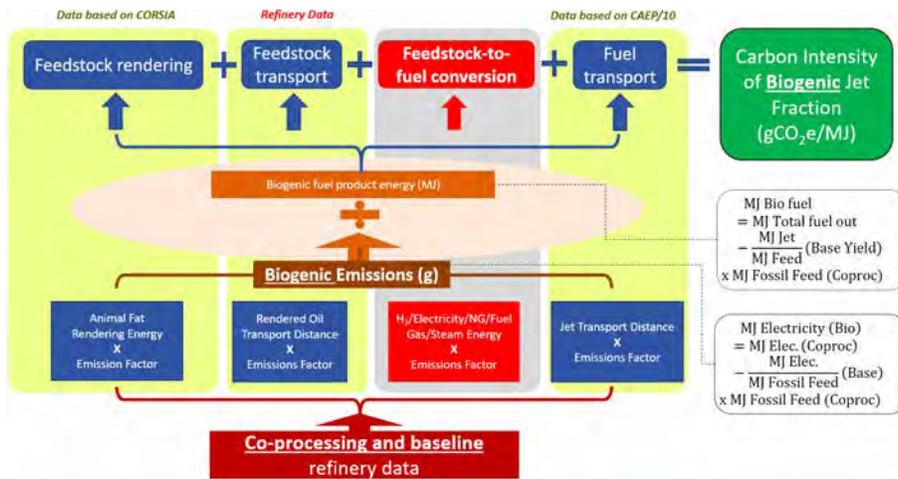 Data based on CORSIA
Refinery Data
Data based on CAEP/10
Feedstock rendering
+
Feedstock
transport
+
Feedstock-to-
fuel conversion
+
Fuel
transport
=
Carbon Intensity
of Biogenic Jet
Fraction
(gCO₂e/MJ)
Biogenic fuel product energy (MJ)
÷
Biogenic Emissions (g)
MJ Bio fuel
= MJ Total fuel out
− MJ Jet / MJ Feed (Base Yield)
x MJ Fossil Feed (Coproc)
Animal Fat
Rendering Energy
X
Emission Factor
Rendered Oil
Transport Distance
X
Emissions Factor
H₂/Electricity/NG/Fuel
Gas/Steam Energy
X
Emissions Factor
Jet Transport Distance
X
Emissions Factor
MJ Electricity (Bio)
= MJ Elec. (Coproc)
− MJ Elec. / MJ Fossil Feed (Base)
x MJ Fossil Feed (Coproc)
Co-processing and baseline
refinery data